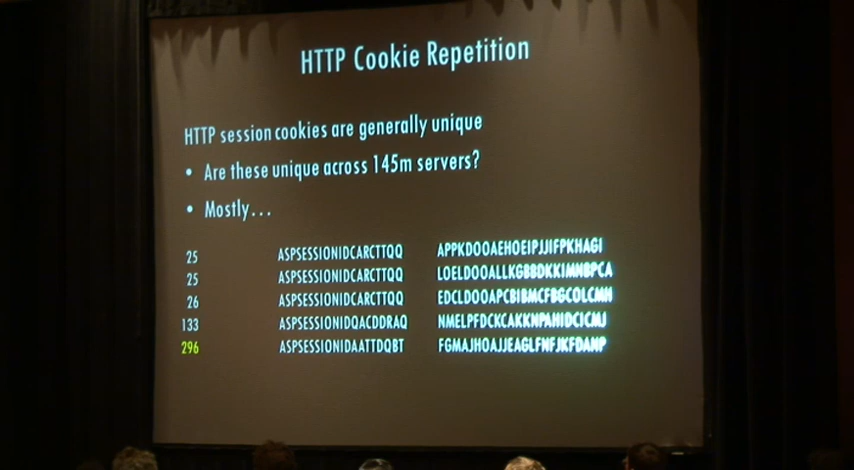 HTTP Cookie Repetition
HTTP session cookies are generally unique
• Are these unique across 145m servers?
• Mostly...
25 ASPSESSIONIDCARCTTQQ APPKDOOAEHOEIPJJIFPKHAGI
25 ASPSESSIONIDCARCTTQQ LOELDOOALLKGBBDKKIMNBPCA
26 ASPSESSIONIDCARCTTQQ EDCLDOOAPCBIBMCFBGCOLCMH
133 ASPSESSIONIDQACDDRAQ NMELPFDCKCAKKNPAHIDCICMJ
296 ASPSESSIONIDAATTDQBT FGMAJHOAJJEAGLFNFJKFDANP